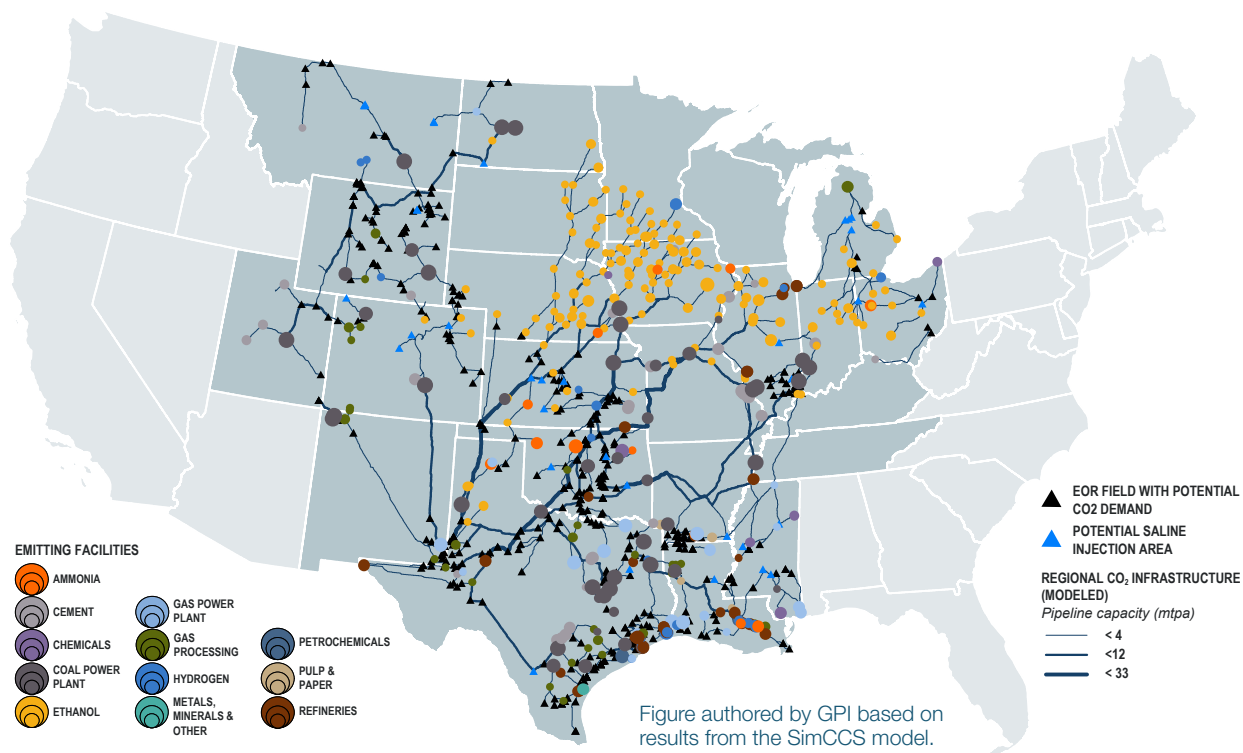 EMITTING FACILITIES
AMMONIA
CEMENT
CHEMICALS
COAL POWER
PLANT
ETHANOL
GAS POWER
PLANT
GAS
PROCESSING
HYDROGEN
METALS,
MINERALS &
OTHER
PETROCHEMICALS
PULP &
PAPER
REFINERIES
EOR FIELD WITH POTENTIAL
CO2 DEMAND
POTENTIAL SALINE
INJECTION AREA
REGIONAL CO₂ INFRASTRUCTURE
(MODELED)
Pipeline capacity (mtpa)
< 4
<12
< 33
Figure authored by GPI based on
results from the SimCCS model.